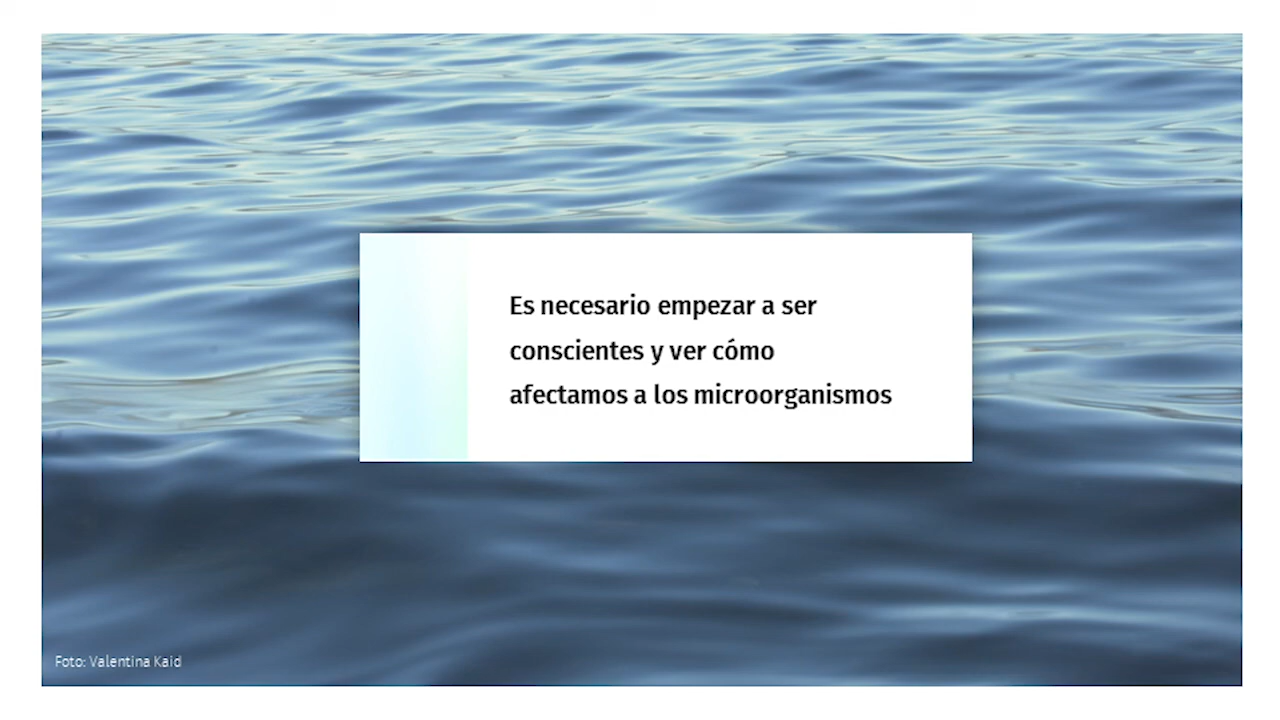 Es necesario empezar a ser
conscientes y ver cómo
afectamos a los microorganismos
Foto: Valentina Kaid